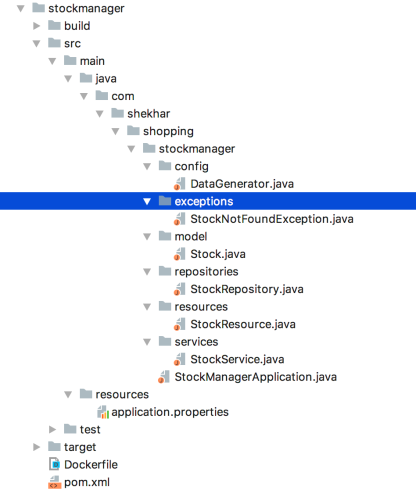 stockmanager
build
src
main
java
com
shekhar
shopping
stockmanager
config
DataGenerator.java
exceptions
StockNotFoundException.java
model
Stock.java
repositories
StockRepository.java
resources
StockResource.java
services
StockService.java
StockManagerApplication.java
resources
application.properties
test
target
Dockerfile
pom.xml